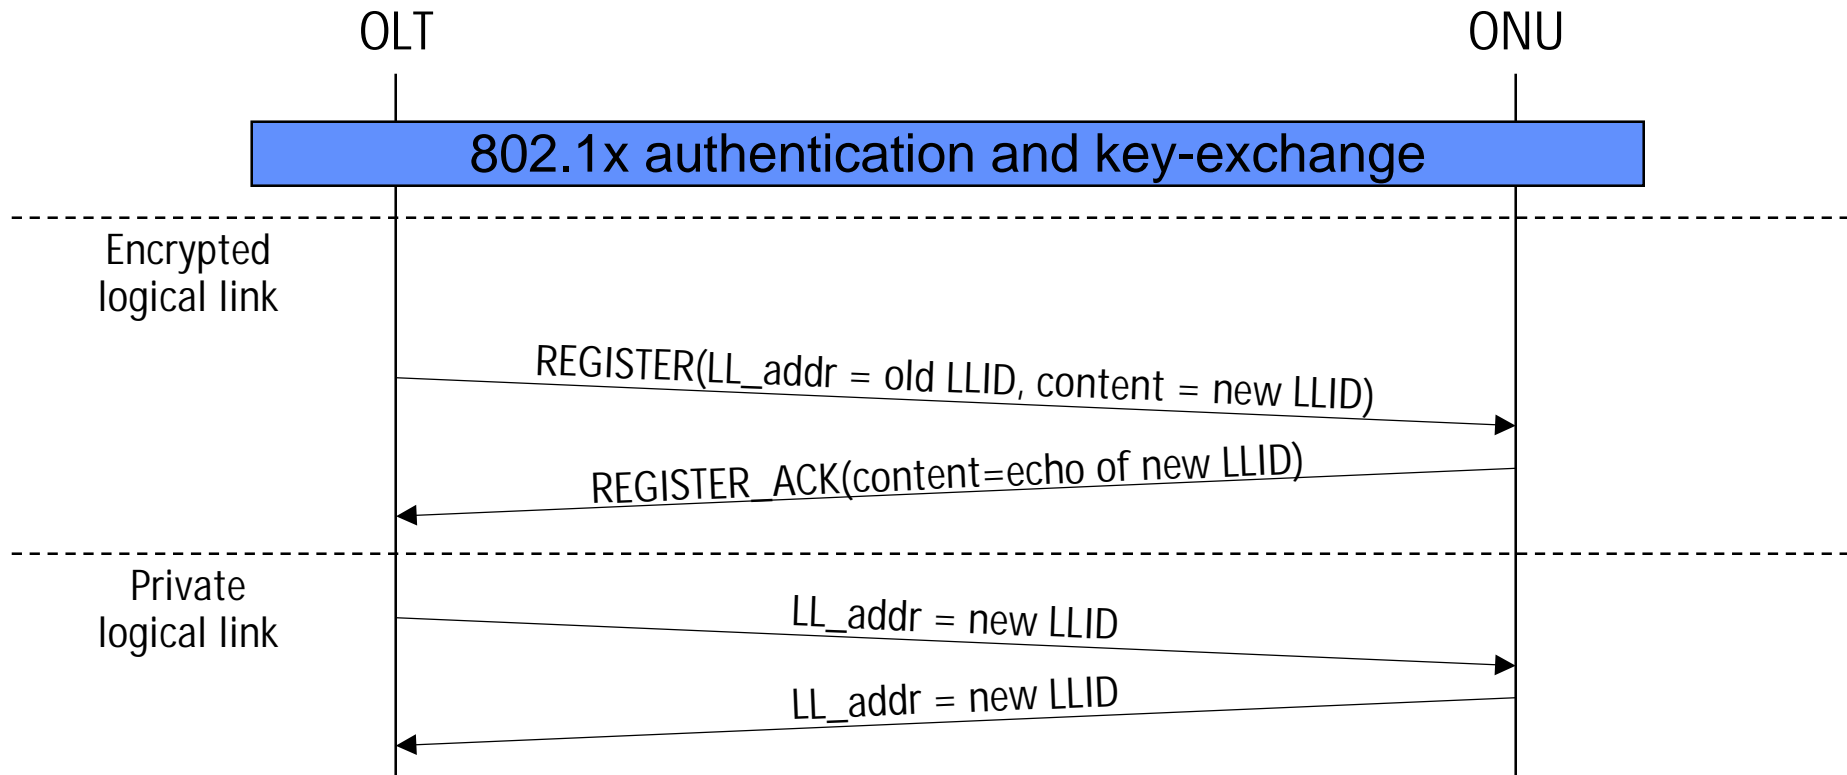 OLT
ONU
802.1x authentication and key-exchange
Encrypted
logical link
REGISTER(LL_addr = old LLID, content = new LLID)
REGISTER_ACK(content=echo of new LLID)
Private
logical link
LL_addr = new LLID
LL_addr = new LLID